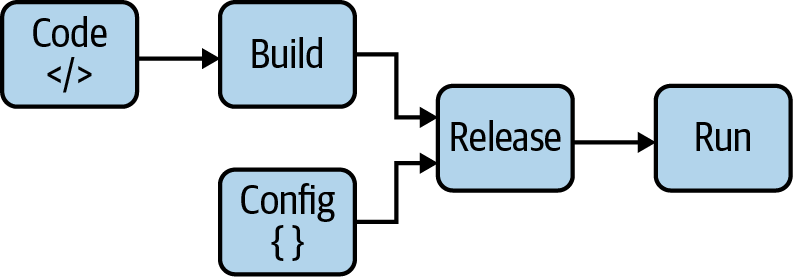 Code
</>
Build
Release
Run
Config
{ }